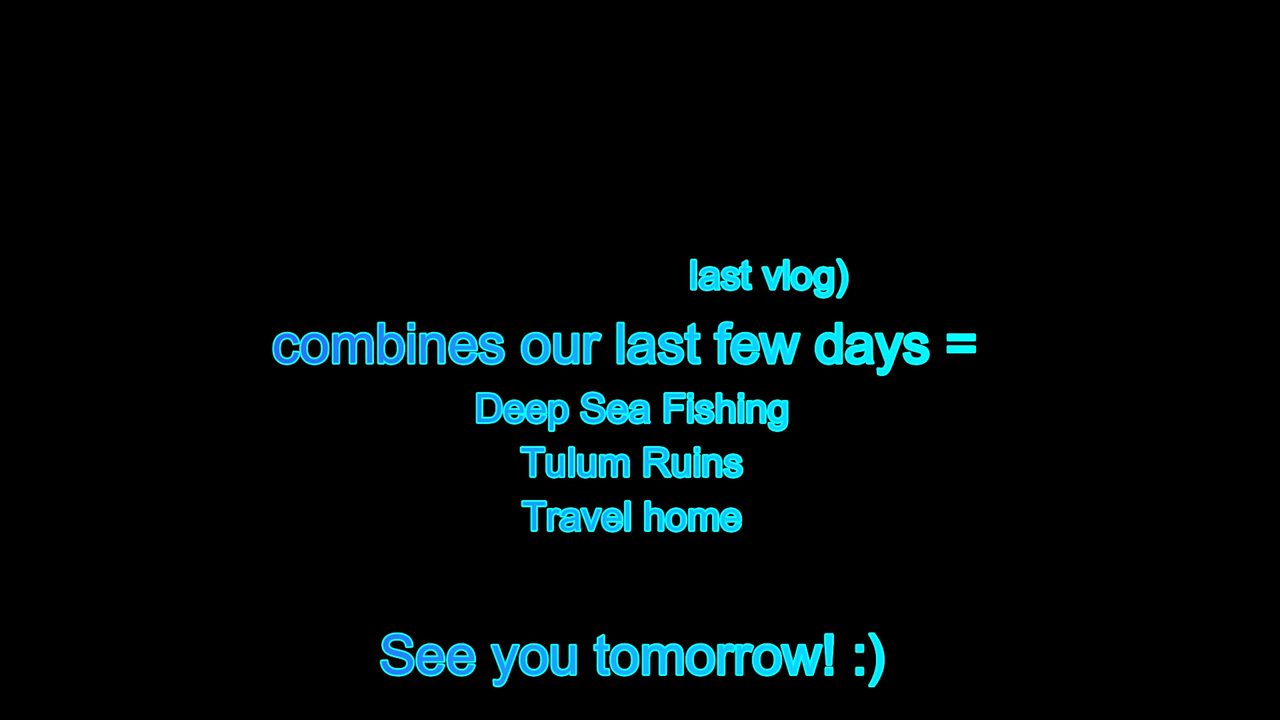 last vlog)
combines our last few days =
Deep Sea Fishing
Tulum Ruins
Travel home
See you tomorrow! :)